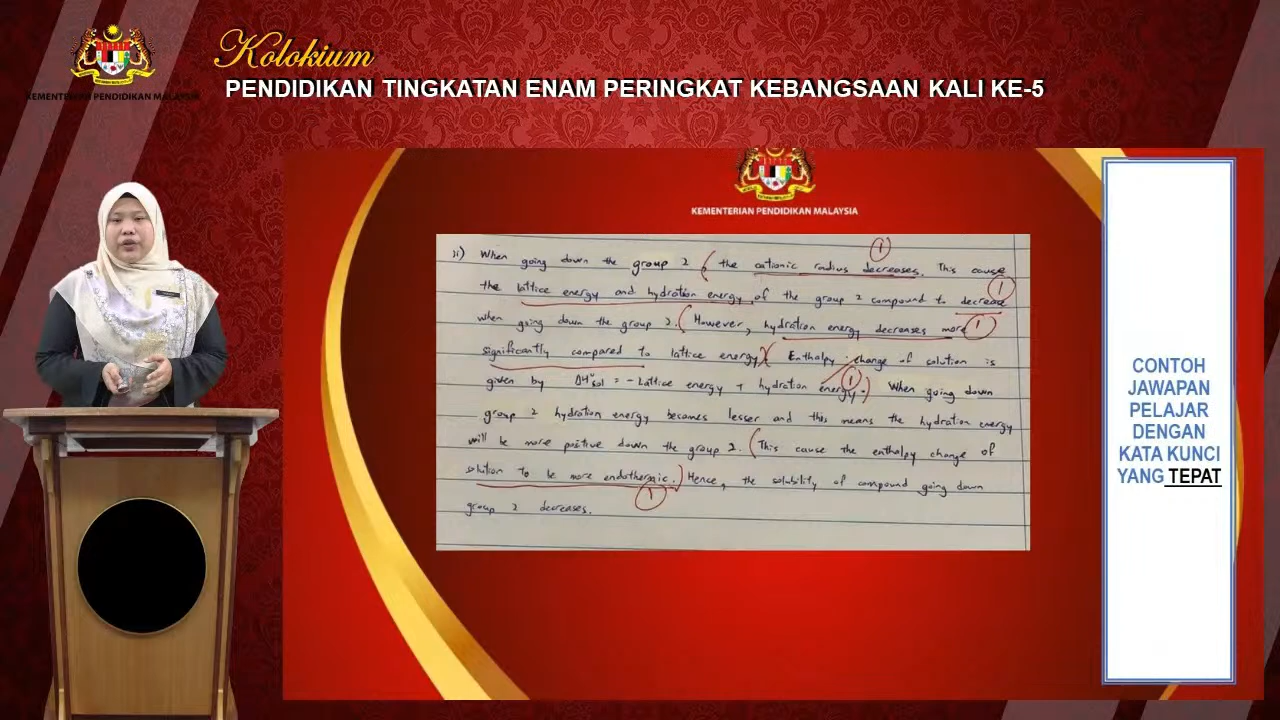 Kolokium
PENDIDIKAN TINGKATAN ENAM PERINGKAT KEBANGSAAN KALI KE-5
KEMENTERIAN PENDIDIKAN MALAYSIA
KEMENTERIAN PENDIDIKAN MALAYSIA
ii) When going down the group 2, the cationic radius decreases. This cause
the lattice energy and hydration energy of the group 2 compound to decrease
when going down the group 2. However, hydration energy decreases more
significantly compared to lattice energy. Enthalpy change of solution is
given by ΔH°sol = - Lattice energy + hydration energy. When going down
group 2 hydration energy becomes lesser and this means the hydration energy
will be more positive down the group 2. This cause the enthalpy change of
solution to be more endothermic. Hence, the solubility of compound going down
group 2 decreases.
1
1
1
1
1
CONTOH
JAWAPAN
PELAJAR
DENGAN
KATA KUNCI
YANG TEPAT